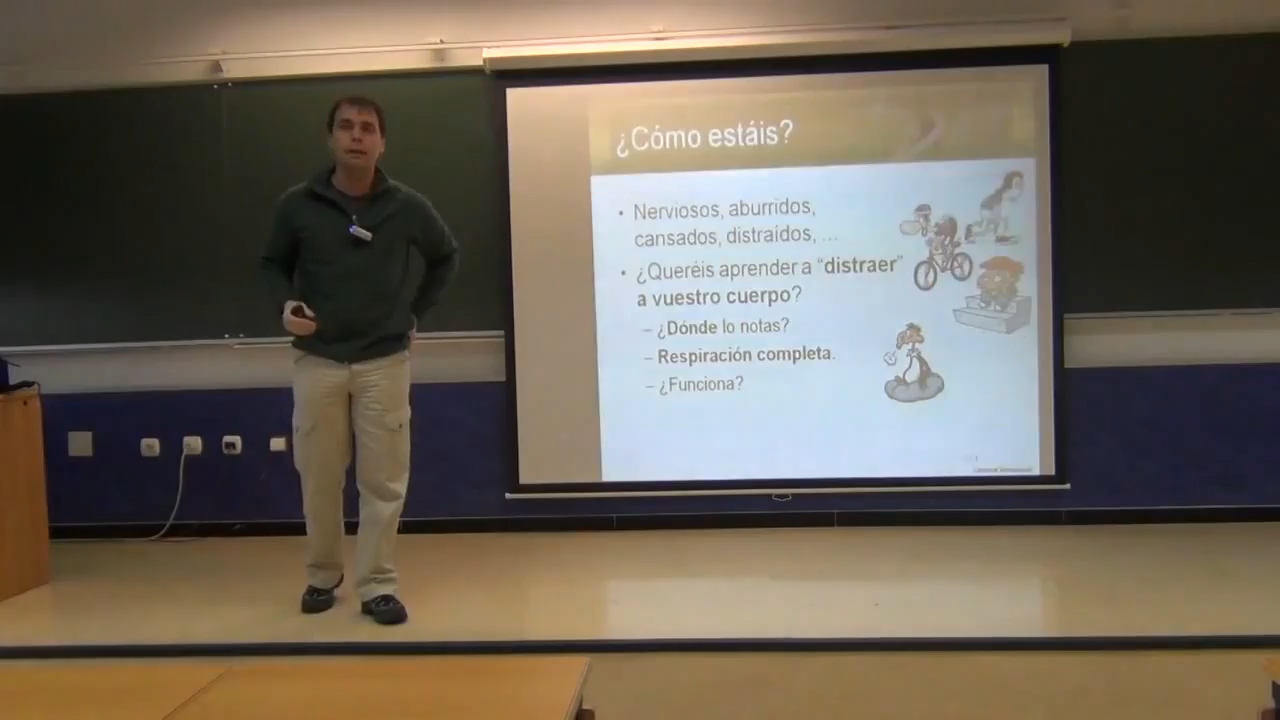 ¿Cómo estáis?
• Nerviosos, aburridos,
cansados, distraídos, ...
• ¿Queréis aprender a “distraer”
a vuestro cuerpo?
– ¿Dónde lo notas?
– Respiración completa.
– ¿Funciona?